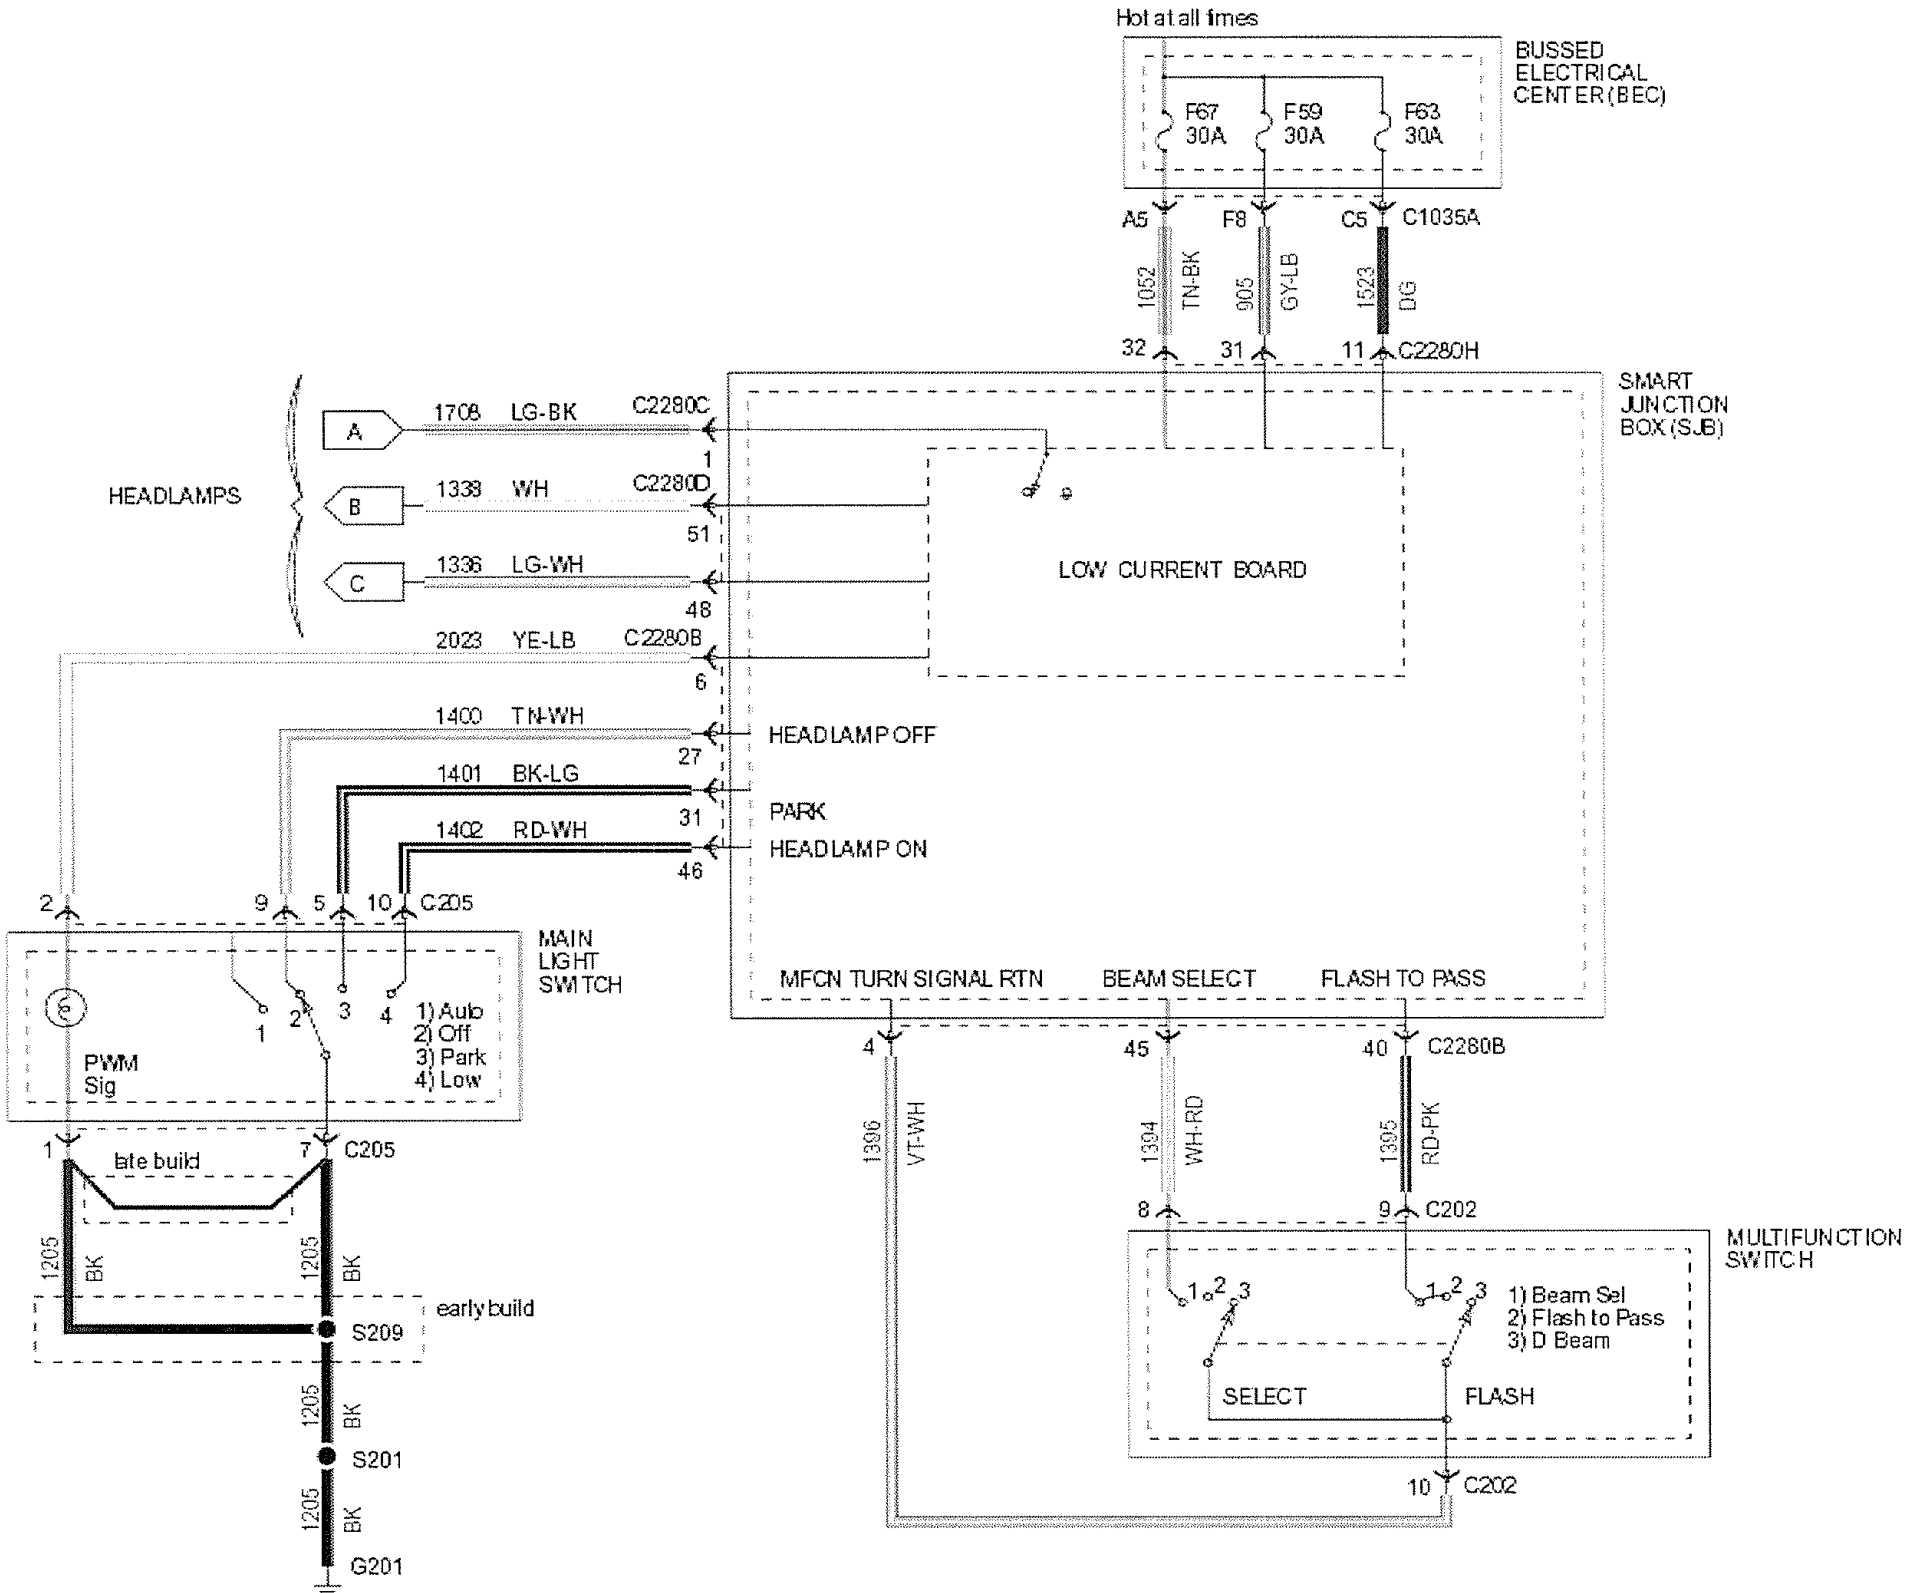 Hot at all times
BUSSED
ELECTRICAL
CENTER (BEC)
F67
30A
F59
30A
F63
30A
A5
F8
C5
C1035A
1052
TN-BK
905
GY-LB
1523
DG
32
31
11
C2280H
SMART
JUNCTION
BOX (SJB)
HEADLAMPS
A
1708
LG-BK
C2280C
1
B
1338
WH
C2280D
51
C
1336
LG-WH
48
LOW CURRENT BOARD
2023
YE-LB
C2280B
6
1400
TN-WH
27
HEADLAMP OFF
1401
BK-LG
31
PARK
1402
RD-WH
46
HEADLAMP ON
2
9
5
10
C205
MAIN
LIGHT
SWITCH
1
2
3
4
1) Auto
2) Off
3) Park
4) Low
PWM
Sig
MFCN TURN SIGNAL RTN
BEAM SELECT
FLASH TO PASS
4
45
40
C2280B
1396
VT-WH
1394
WH-RD
1395
RD-PK
1
7
C205
late build
1205
BK
1205
BK
early build
S209
1205
BK
S201
1205
BK
G201
8
9
C202
MULTIFUNCTION
SWITCH
1
2
3
1
2
3
1) Beam Sel
2) Flash to Pass
3) D Beam
SELECT
FLASH
10
C202